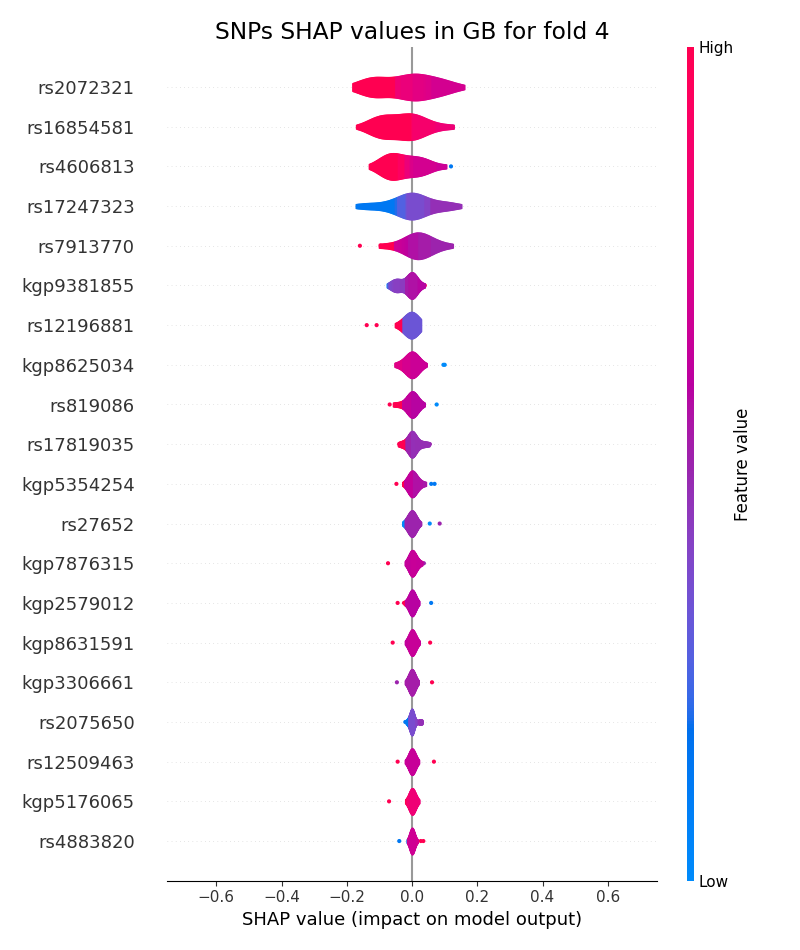 SNPs SHAP values in GB for fold 4
High
rs2072321
rs16854581
rs4606813
rs17247323
rs7913770
kgp9381855
rs12196881
kgp8625034
rs819086
rs17819035
kgp5354254
rs27652
kgp7876315
kgp2579012
kgp8631591
kgp3306661
rs2075650
rs12509463
kgp5176065
rs4883820
Feature value
Low
−0.6 −0.4 −0.2 0.0 0.2 0.4 0.6
SHAP value (impact on model output)